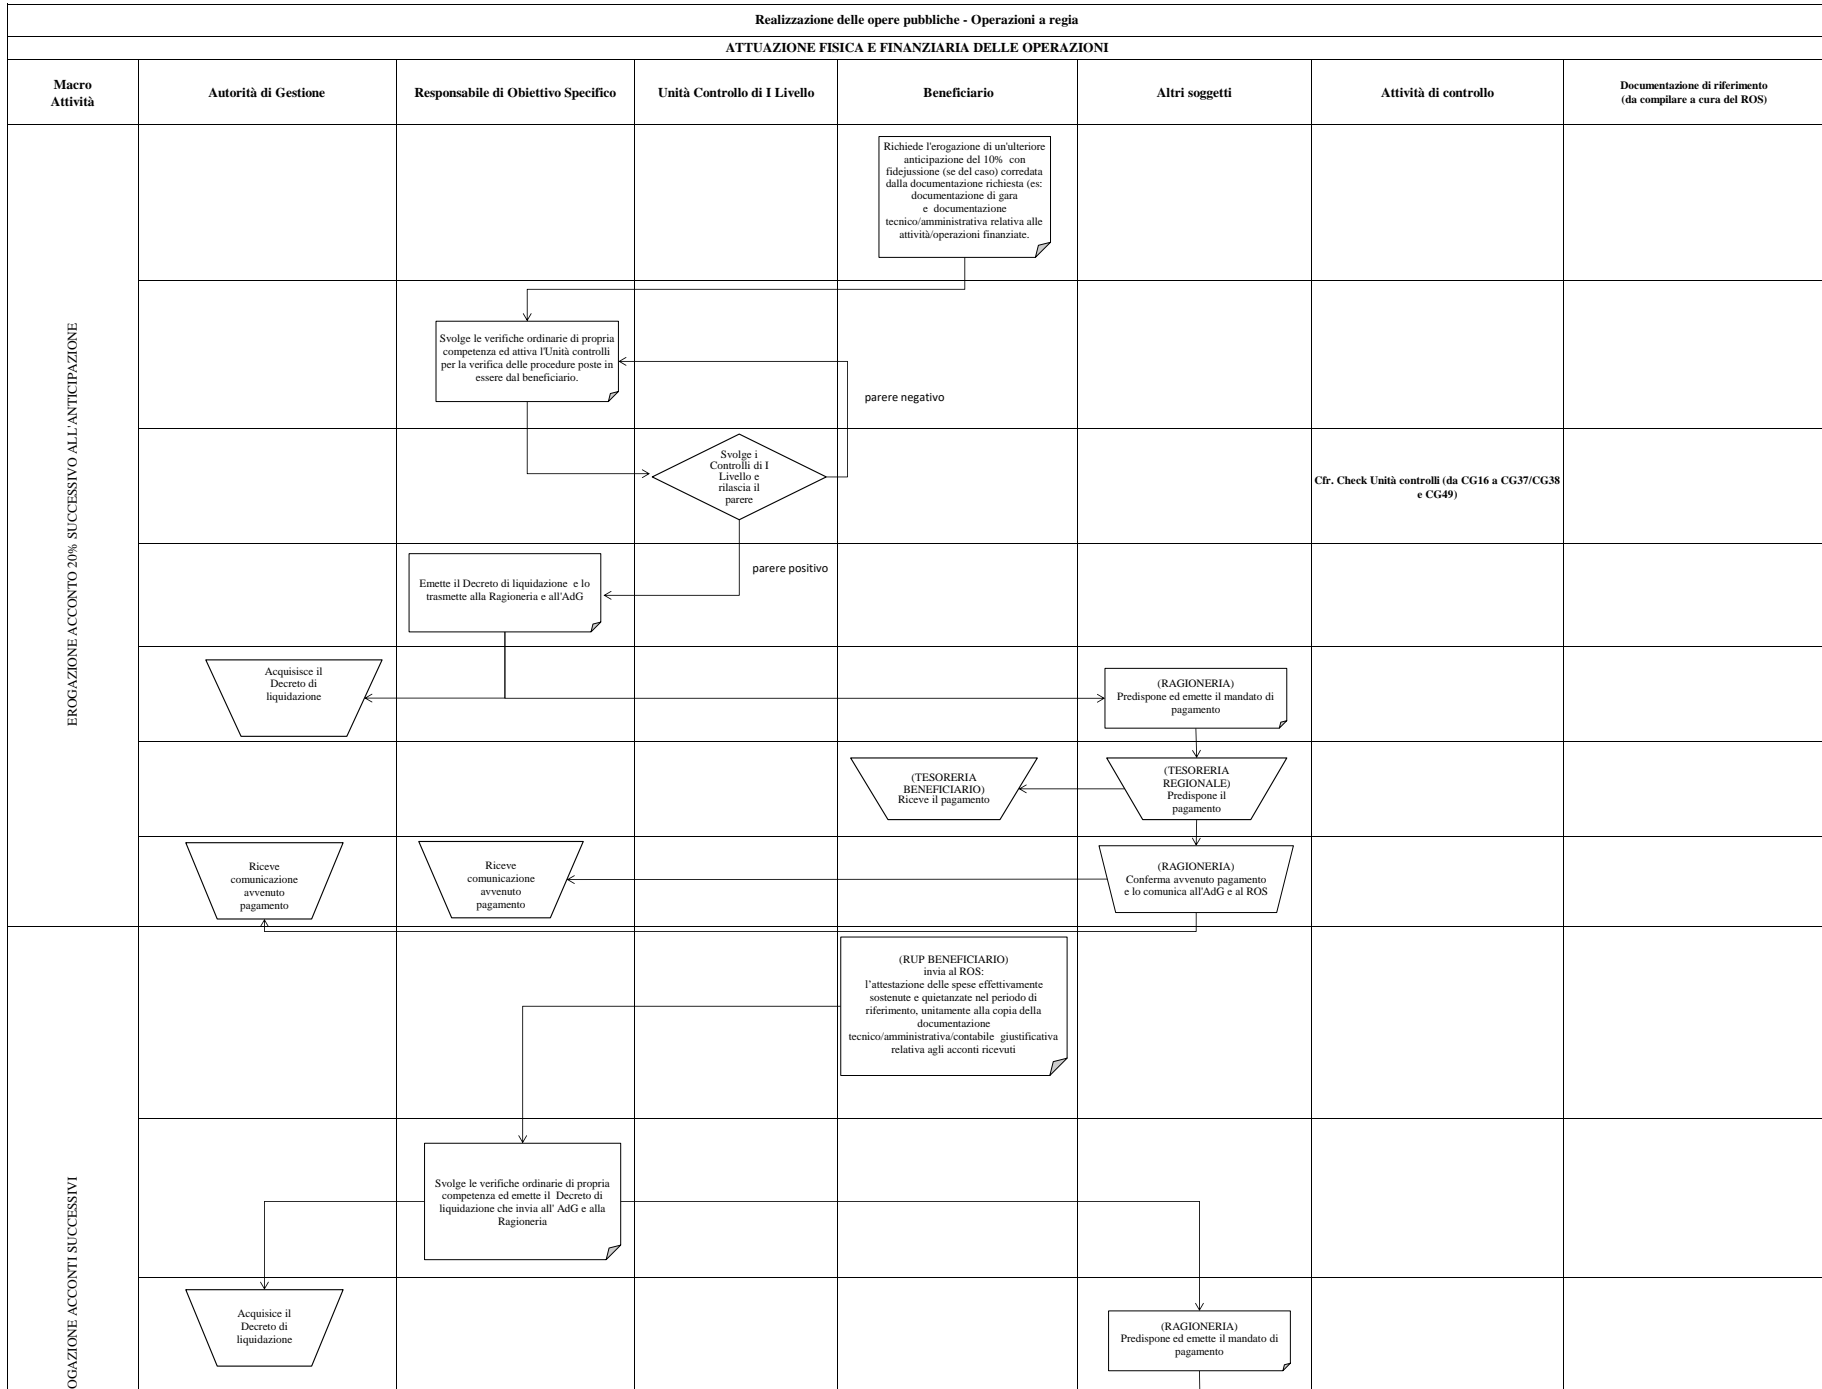 Realizzazione delle opere pubbliche - Operazioni a regia
ATTUAZIONE FISICA E FINANZIARIA DELLE OPERAZIONI
Macro
Attività
Autorità di Gestione
Responsabile di Obiettivo Specifico
Unità Controllo di I Livello
Beneficiario
Altri soggetti
Attività di controllo
Documentazione di riferimento
(da compilare a cura del ROS)
EROGAZIONE ACCONTO 20% SUCCESSIVO ALL'ANTICIPAZIONE
Richiede l'erogazione di un'ulteriore
anticipazione del 10%  con
fidejussione (se del caso) corredata
dalla documentazione richiesta (es:
documentazione di gara
e  documentazione
tecnico/amministrativa relativa alle
attività/operazioni finanziate.
Svolge le verifiche ordinarie di propria
competenza ed attiva l'Unità controlli
per la verifica delle procedure poste in
essere dal beneficiario.
parere negativo
Svolge i
Controlli di I
Livello e
rilascia il
parere
Cfr. Check Unità controlli (da CG16 a CG37/CG38
e CG49)
parere positivo
Emette il Decreto di liquidazione  e lo
trasmette alla Ragioneria e all'AdG
Acquisisce il
Decreto di
liquidazione
(RAGIONERIA)
Predispone ed emette il mandato di
pagamento
(TESORERIA
BENEFICIARIO)
Riceve il pagamento
(TESORERIA
REGIONALE)
Predispone il
pagamento
Riceve
comunicazione
avvenuto
pagamento
Riceve
comunicazione
avvenuto
pagamento
(RAGIONERIA)
Conferma avvenuto pagamento
e lo comunica all'AdG e al ROS
OGAZIONE ACCONTI SUCCESSIVI
(RUP BENEFICIARIO)
invia al ROS:
l'attestazione delle spese effettivamente
sostenute e quietanzate nel periodo di
riferimento, unitamente alla copia della
documentazione
tecnico/amministrativa/contabile  giustificativa
relativa agli acconti ricevuti
Svolge le verifiche ordinarie di propria
competenza ed emette il  Decreto di
liquidazione che invia all' AdG e alla
Ragioneria
Acquisice il
Decreto di
liquidazione
(RAGIONERIA)
Predispone ed emette il mandato di
pagamento